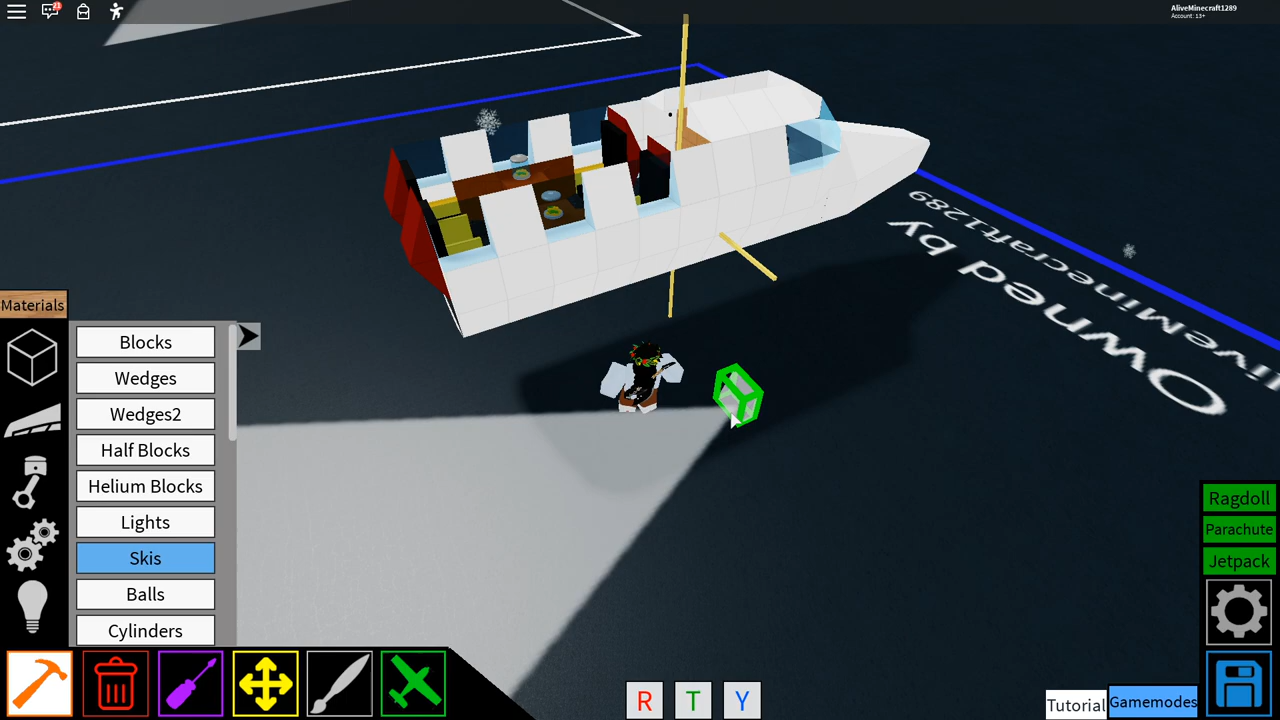 21
AliveMinecraft1289
Account: 13+
Owned by
AliveMinecraft1289
Materials
Blocks
Wedges
Wedges2
Half Blocks
Helium Blocks
Lights
Skis
Balls
Cylinders
Ragdoll
Parachute
Jetpack
R T Y
Tutorial
Gamemodes